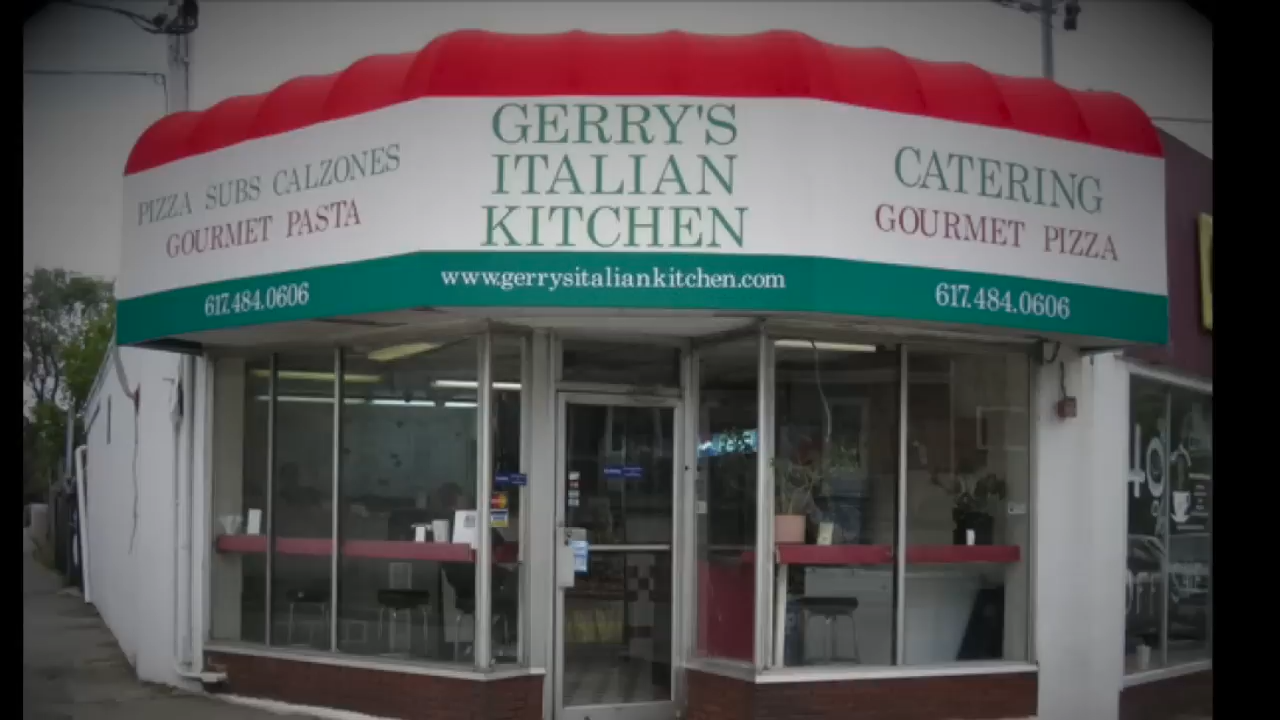 GERRY'S
ITALIAN
KITCHEN
www.gerrysitaliankitchen.com
PIZZA SUBS CALZONES
GOURMET PASTA
617.484.0606
CATERING
GOURMET PIZZA
617.484.0606